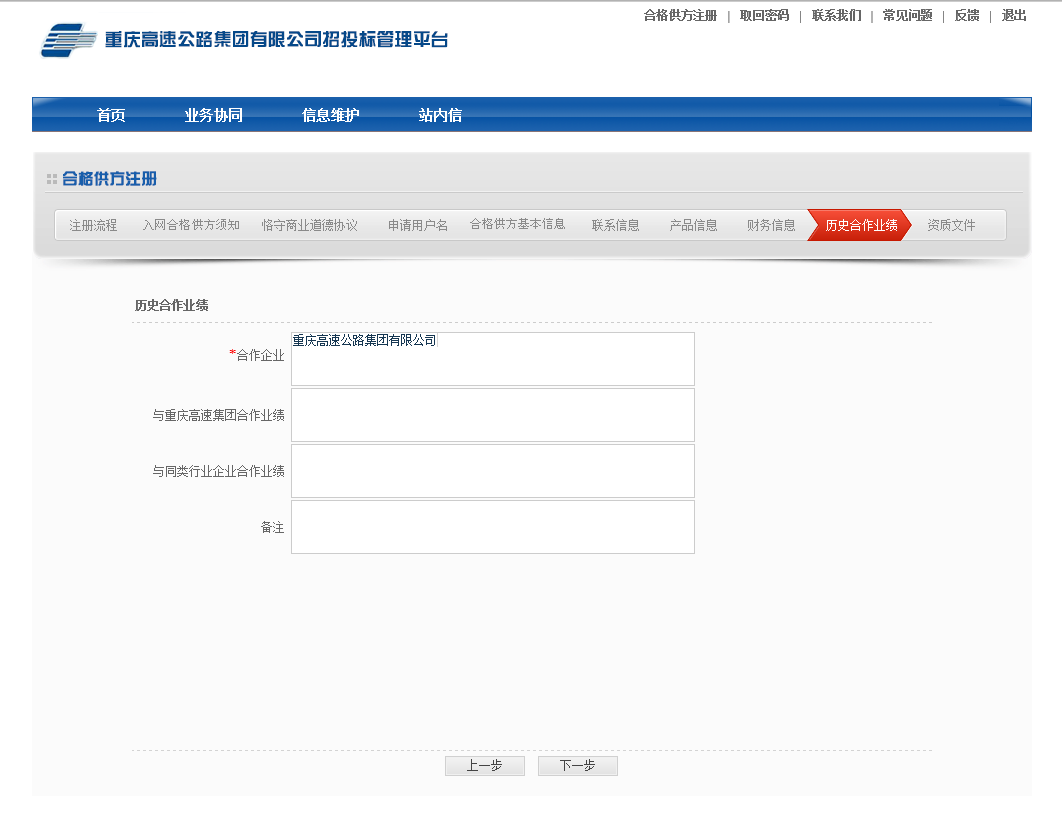 合格供方注册 | 取回密码 | 联系我们 | 常见问题 | 反馈 | 退出
重庆高速公路集团有限公司招投标管理平台
首页 业务协同 信息维护 站内信
合格供方注册
注册流程 入网合格供方须知 恪守商业道德协议 申请用户名 合格供方基本信息 联系信息 产品信息 财务信息 历史合作业绩 资质文件
历史合作业绩
*合作企业 重庆高速公路集团有限公司
与重庆高速集团合作业绩
与同类行业企业合作业绩
备注
上一步 下一步